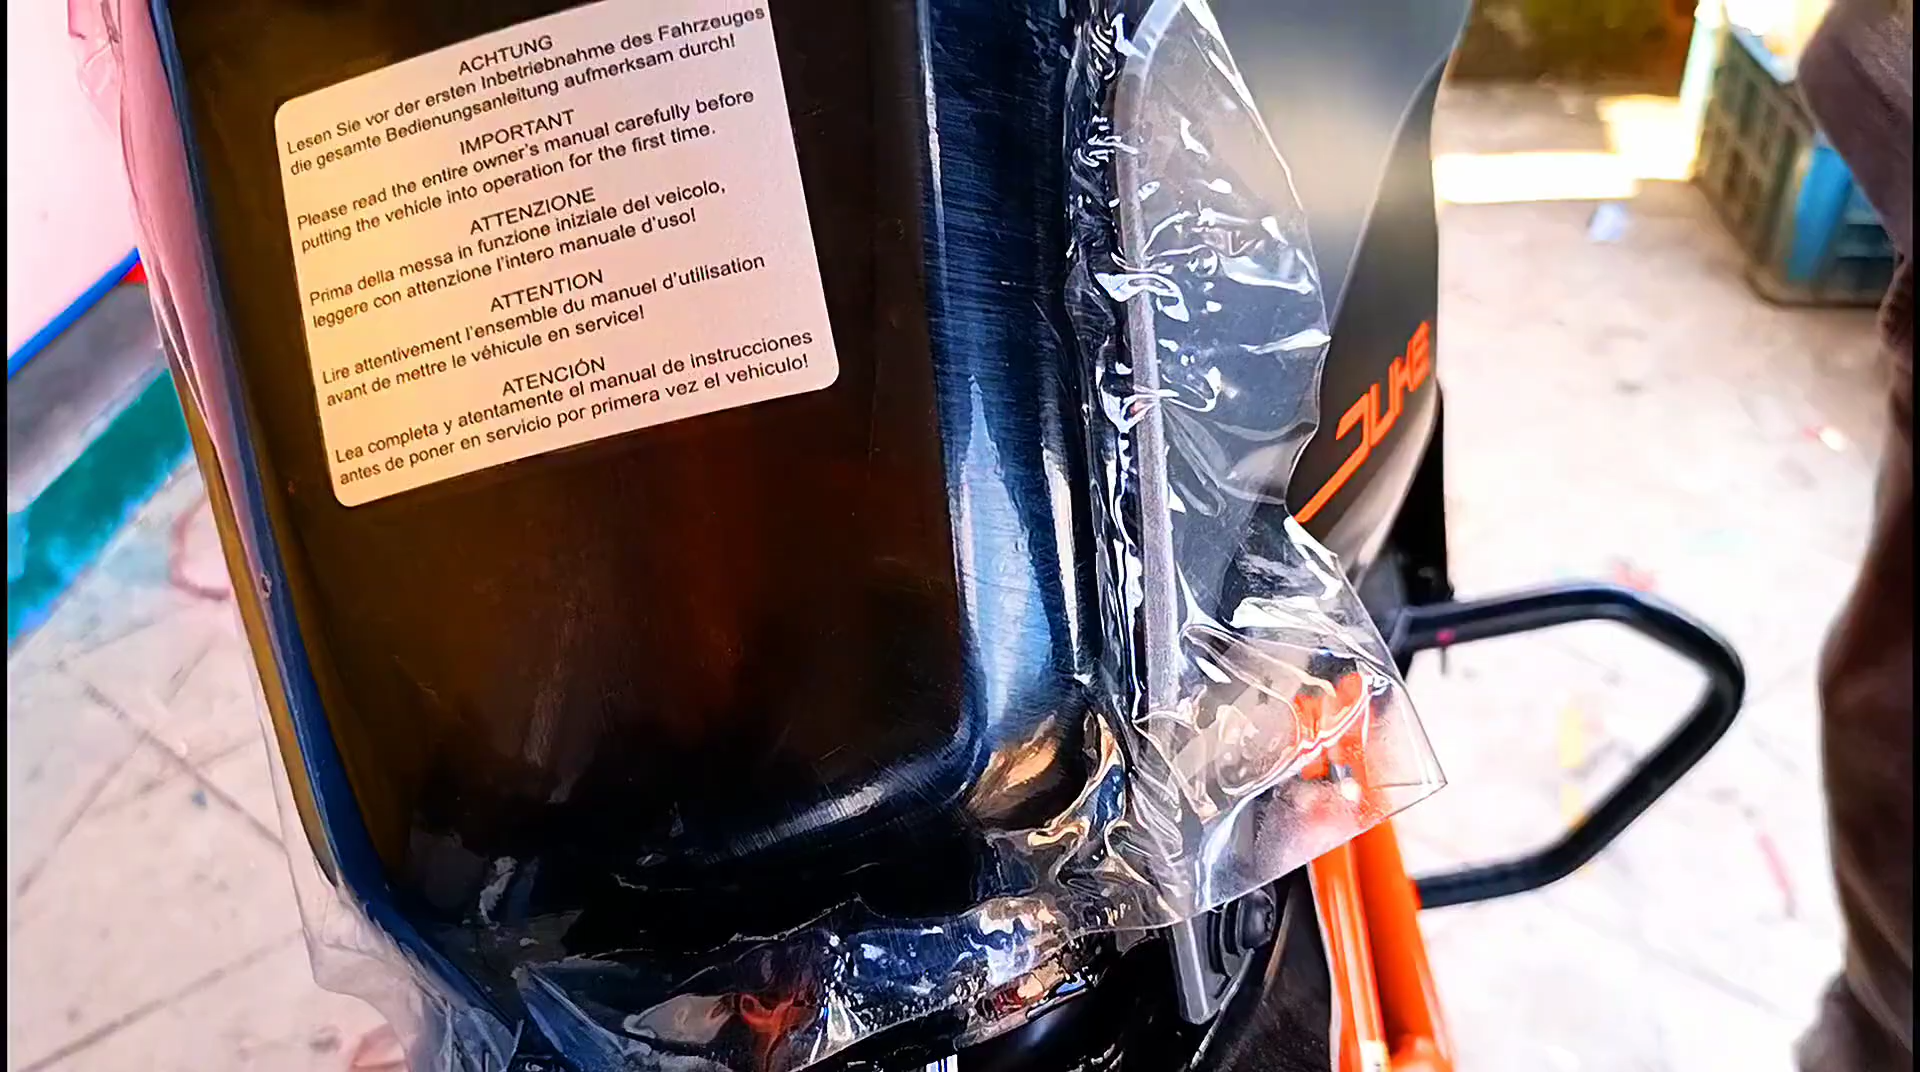 ACHTUNG
Lesen Sie vor der ersten Inbetriebnahme des Fahrzeuges
die gesamte Bedienungsanleitung aufmerksam durch!
IMPORTANT
Please read the entire owner's manual carefully before
putting the vehicle into operation for the first time.
ATTENZIONE
Prima della messa in funzione iniziale del veicolo,
leggere con attenzione l'intero manuale d'uso!
ATTENTION
Lire attentivement l'ensemble du manuel d'utilisation
avant de mettre le véhicule en service!
ATENCIÓN
Lea completa y atentamente el manual de instrucciones
antes de poner en servicio por primera vez el vehiculo!
DUKE